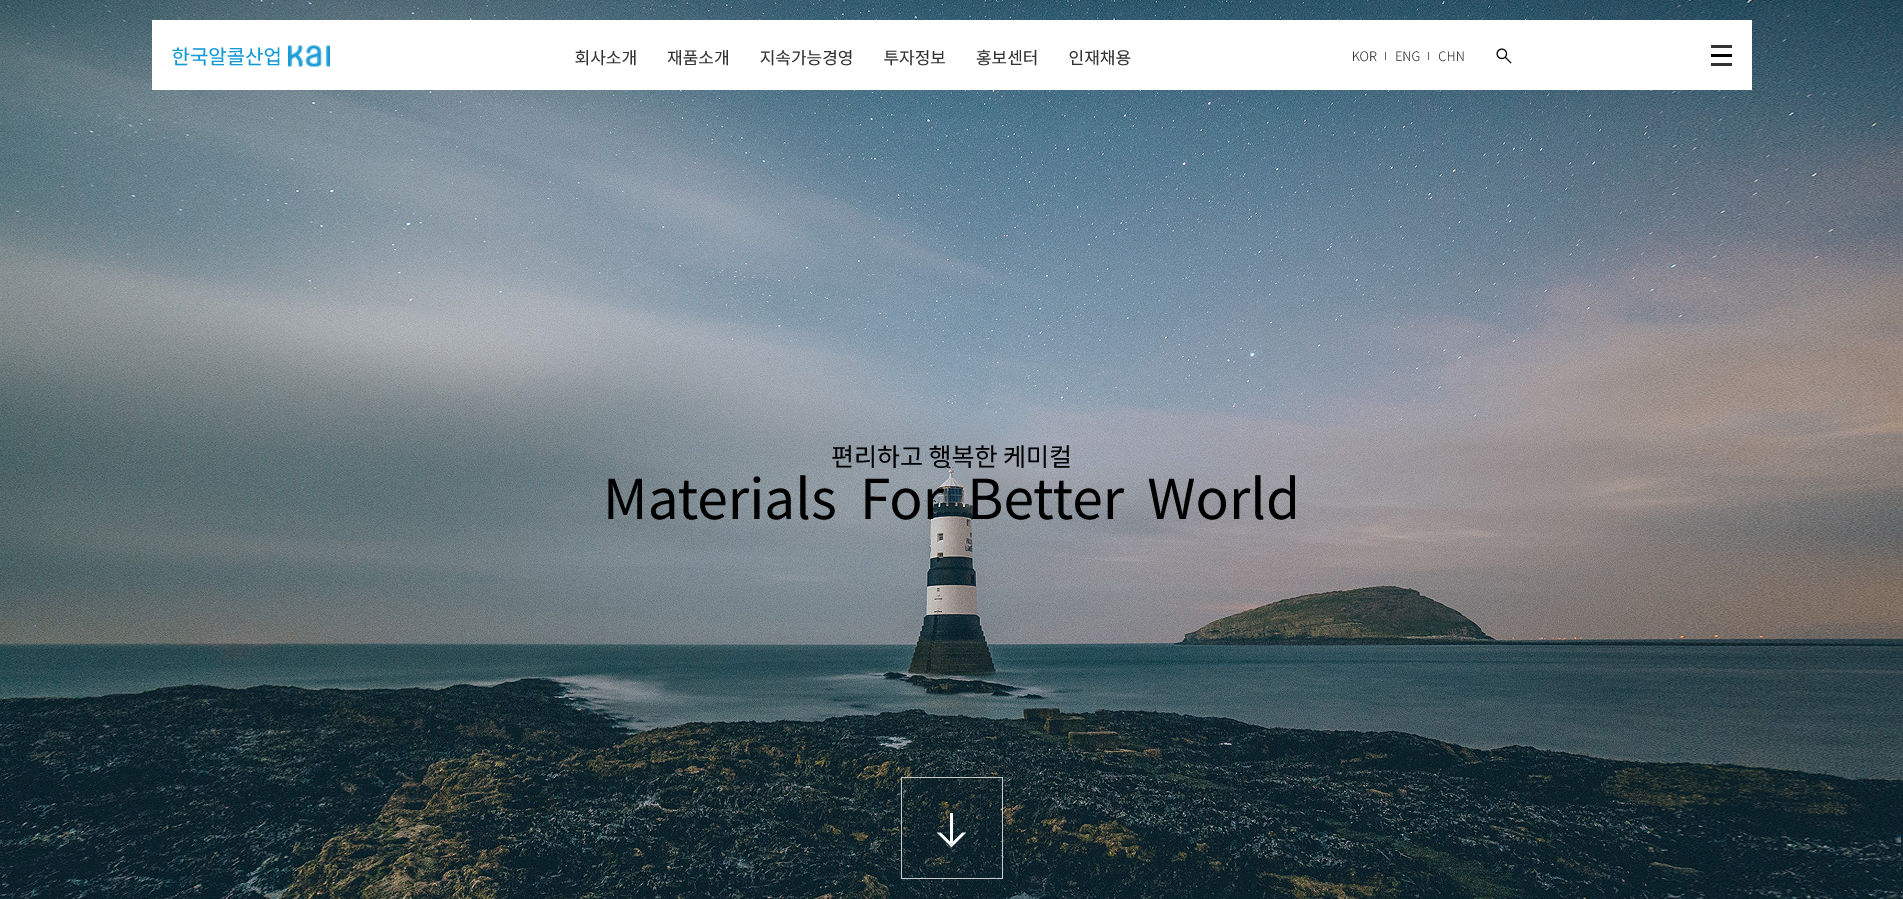 한국알콜산업 KAI
회사소개 재품소개 지속가능경영 투자정보 홍보센터 인재채용
KOR | ENG | CHN
편리하고 행복한 케미컬
Materials For Better World